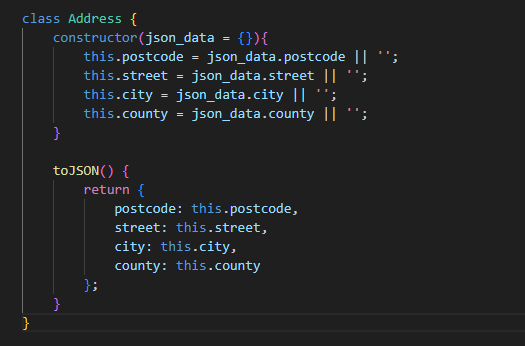 class Address {
    constructor(json_data = {}){
        this.postcode = json_data.postcode || '';
        this.street = json_data.street || '';
        this.city = json_data.city || '';
        this.county = json_data.county || '';
    }

    toJSON() {
        return {
            postcode: this.postcode,
            street: this.street,
            city: this.city,
            county: this.county
        };
    }
}